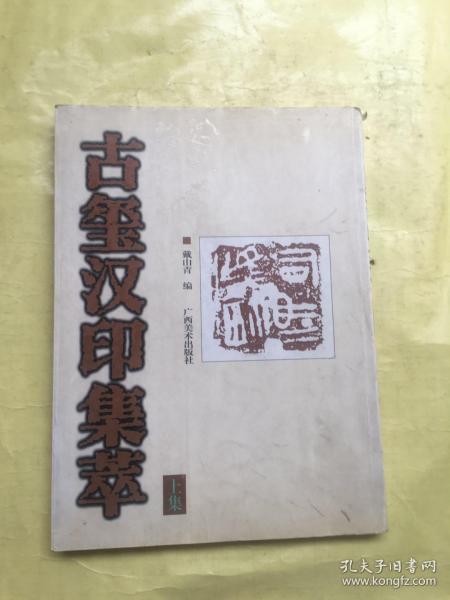 古玺汉印集萃
上集
戴山青 编 广西美术出版社
孔夫子旧书网
www.kongfz.com